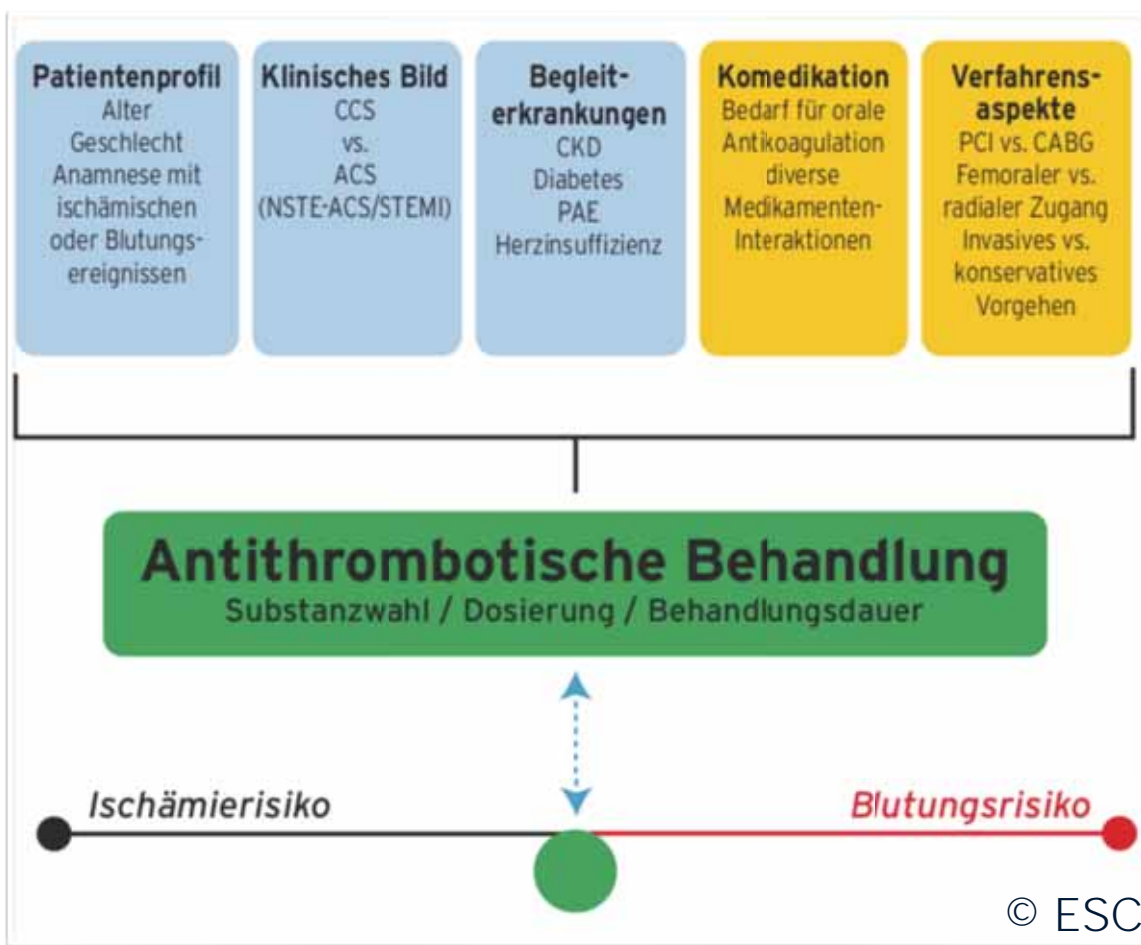 Patientenprofil
Alter
Geschlecht
Anamnese mit
ischämischen
oder Blutungs-
ereignissen
Klinisches Bild
CCS
vs.
ACS
(NSTE-ACS/STEMI)
Begleit-
erkrankungen
CKD
Diabetes
PAE
Herzinsuffizienz
Komedikation
Bedarf für orale
Antikoagulation
diverse
Medikamenten-
Interaktionen
Verfahrens-
aspekte
PCI vs. CABG
Femoraler vs.
radialer Zugang
Invasives vs.
konservatives
Vorgehen
Antithrombotische Behandlung
Substanzwahl / Dosierung / Behandlungsdauer
Ischämierisiko
Blutungsrisiko
© ESC